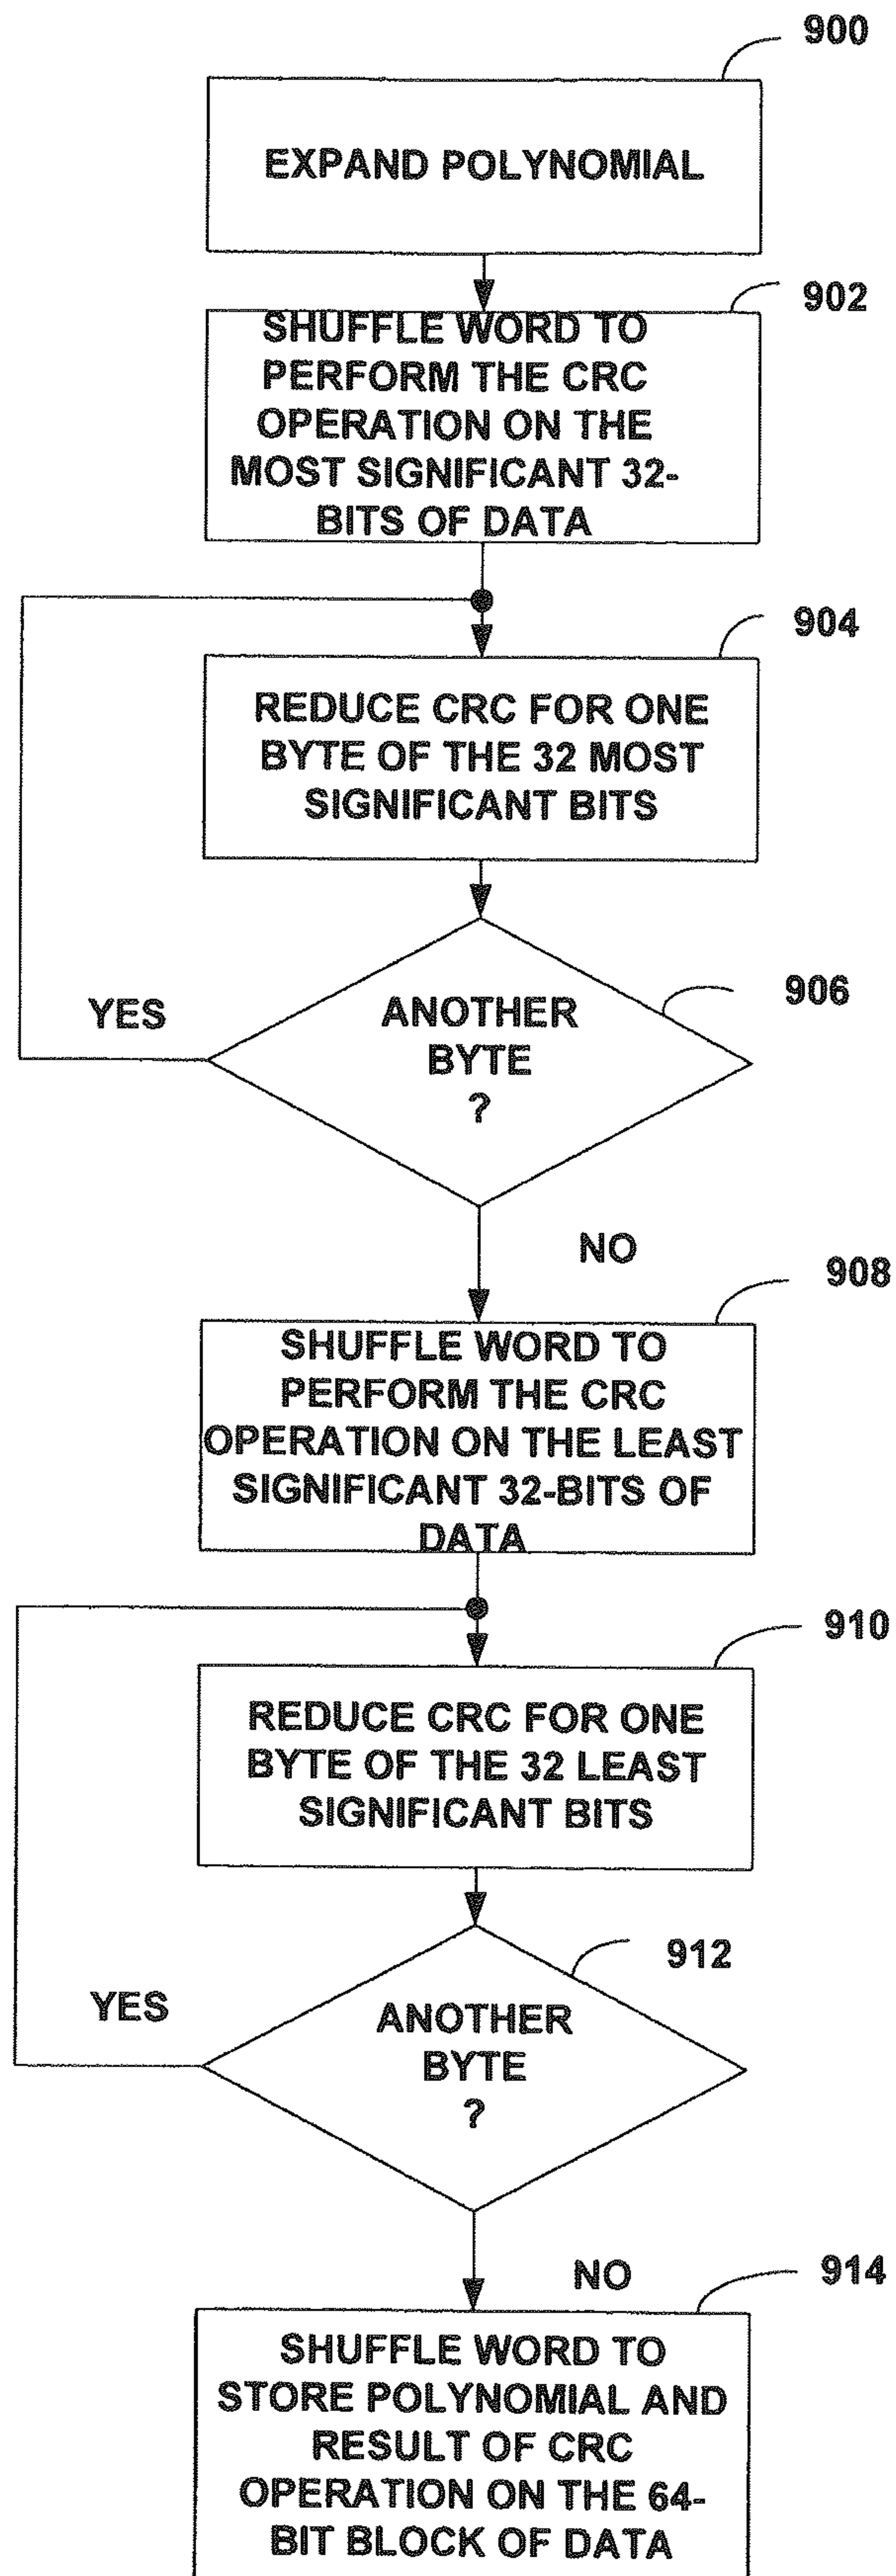 900
EXPAND POLYNOMIAL
902
SHUFFLE WORD TO
PERFORM THE CRC
OPERATION ON THE
MOST SIGNIFICANT 32-
BITS OF DATA
904
REDUCE CRC FOR ONE
BYTE OF THE 32 MOST
SIGNIFICANT BITS
906
YES
ANOTHER
BYTE
?
NO
908
SHUFFLE WORD TO
PERFORM THE CRC
OPERATION ON THE LEAST
SIGNIFICANT 32-BITS OF
DATA
910
REDUCE CRC FOR ONE
BYTE OF THE 32 LEAST
SIGNIFICANT BITS
912
YES
ANOTHER
BYTE
?
NO
914
SHUFFLE WORD TO
STORE POLYNOMIAL AND
RESULT OF CRC
OPERATION ON THE 64-
BIT BLOCK OF DATA